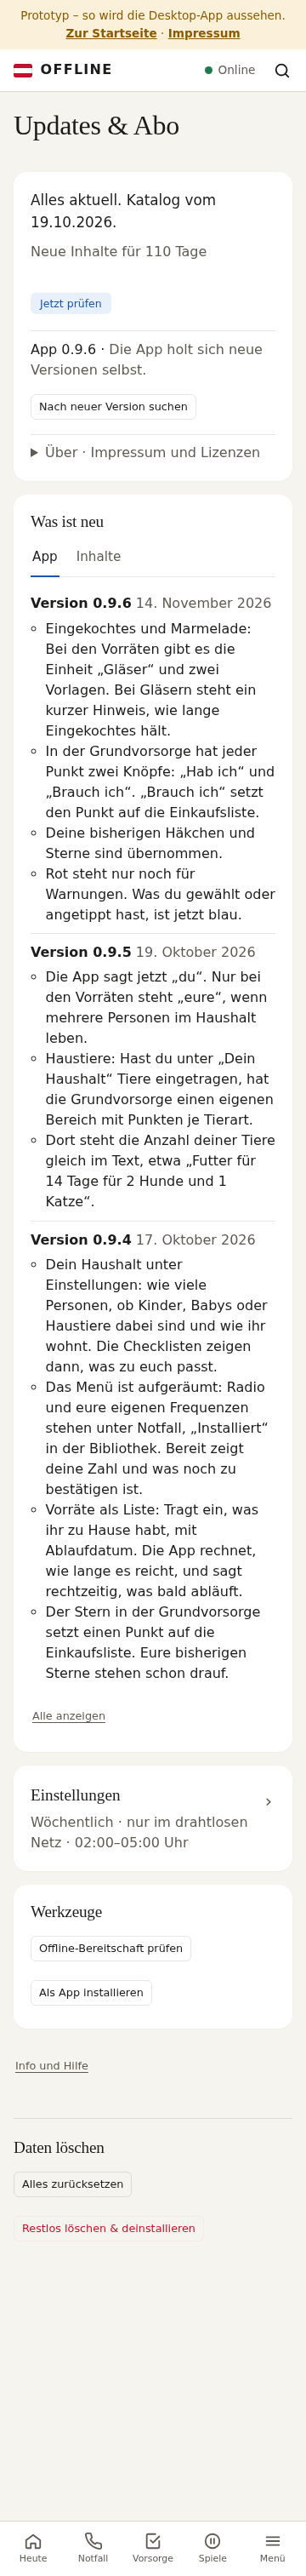 Prototyp – so wird die Desktop-App aussehen.
Zur Startseite · Impressum
OFFLINE
Online
Updates & Abo
Alles aktuell. Katalog vom
19.10.2026.
Neue Inhalte für 110 Tage
Jetzt prüfen
App 0.9.6 · Die App holt sich neue
Versionen selbst.
Nach neuer Version suchen
Über · Impressum und Lizenzen
Was ist neu
App Inhalte
Version 0.9.6 14. November 2026
Eingekochtes und Marmelade:
Bei den Vorräten gibt es die
Einheit „Gläser“ und zwei
Vorlagen. Bei Gläsern steht ein
kurzer Hinweis, wie lange
Eingekochtes hält.
In der Grundvorsorge hat jeder
Punkt zwei Knöpfe: „Hab ich“ und
„Brauch ich“. „Brauch ich“ setzt
den Punkt auf die Einkaufsliste.
Deine bisherigen Häkchen und
Sterne sind übernommen.
Rot steht nur noch für
Warnungen. Was du gewählt oder
angetippt hast, ist jetzt blau.
Version 0.9.5 19. Oktober 2026
Die App sagt jetzt „du“. Nur bei
den Vorräten steht „eure“, wenn
mehrere Personen im Haushalt
leben.
Haustiere: Hast du unter „Dein
Haushalt“ Tiere eingetragen, hat
die Grundvorsorge einen eigenen
Bereich mit Punkten je Tierart.
Dort steht die Anzahl deiner Tiere
gleich im Text, etwa „Futter für
14 Tage für 2 Hunde und 1
Katze“.
Version 0.9.4 17. Oktober 2026
Dein Haushalt unter
Einstellungen: wie viele
Personen, ob Kinder, Babys oder
Haustiere dabei sind und wie ihr
wohnt. Die Checklisten zeigen
dann, was zu euch passt.
Das Menü ist aufgeräumt: Radio
und eure eigenen Frequenzen
stehen unter Notfall, „Installiert“
in der Bibliothek. Bereit zeigt
deine Zahl und was noch zu
bestätigen ist.
Vorräte als Liste: Tragt ein, was
ihr zu Hause habt, mit
Ablaufdatum. Die App rechnet,
wie lange es reicht, und sagt
rechtzeitig, was bald abläuft.
Der Stern in der Grundvorsorge
setzt einen Punkt auf die
Einkaufsliste. Eure bisherigen
Sterne stehen schon drauf.
Alle anzeigen
Einstellungen
Wöchentlich · nur im drahtlosen
Netz · 02:00–05:00 Uhr
Werkzeuge
Offline-Bereitschaft prüfen
Als App installieren
Info und Hilfe
Daten löschen
Alles zurücksetzen
Restlos löschen & deinstallieren
Heute Notfall Vorsorge Spiele Menü